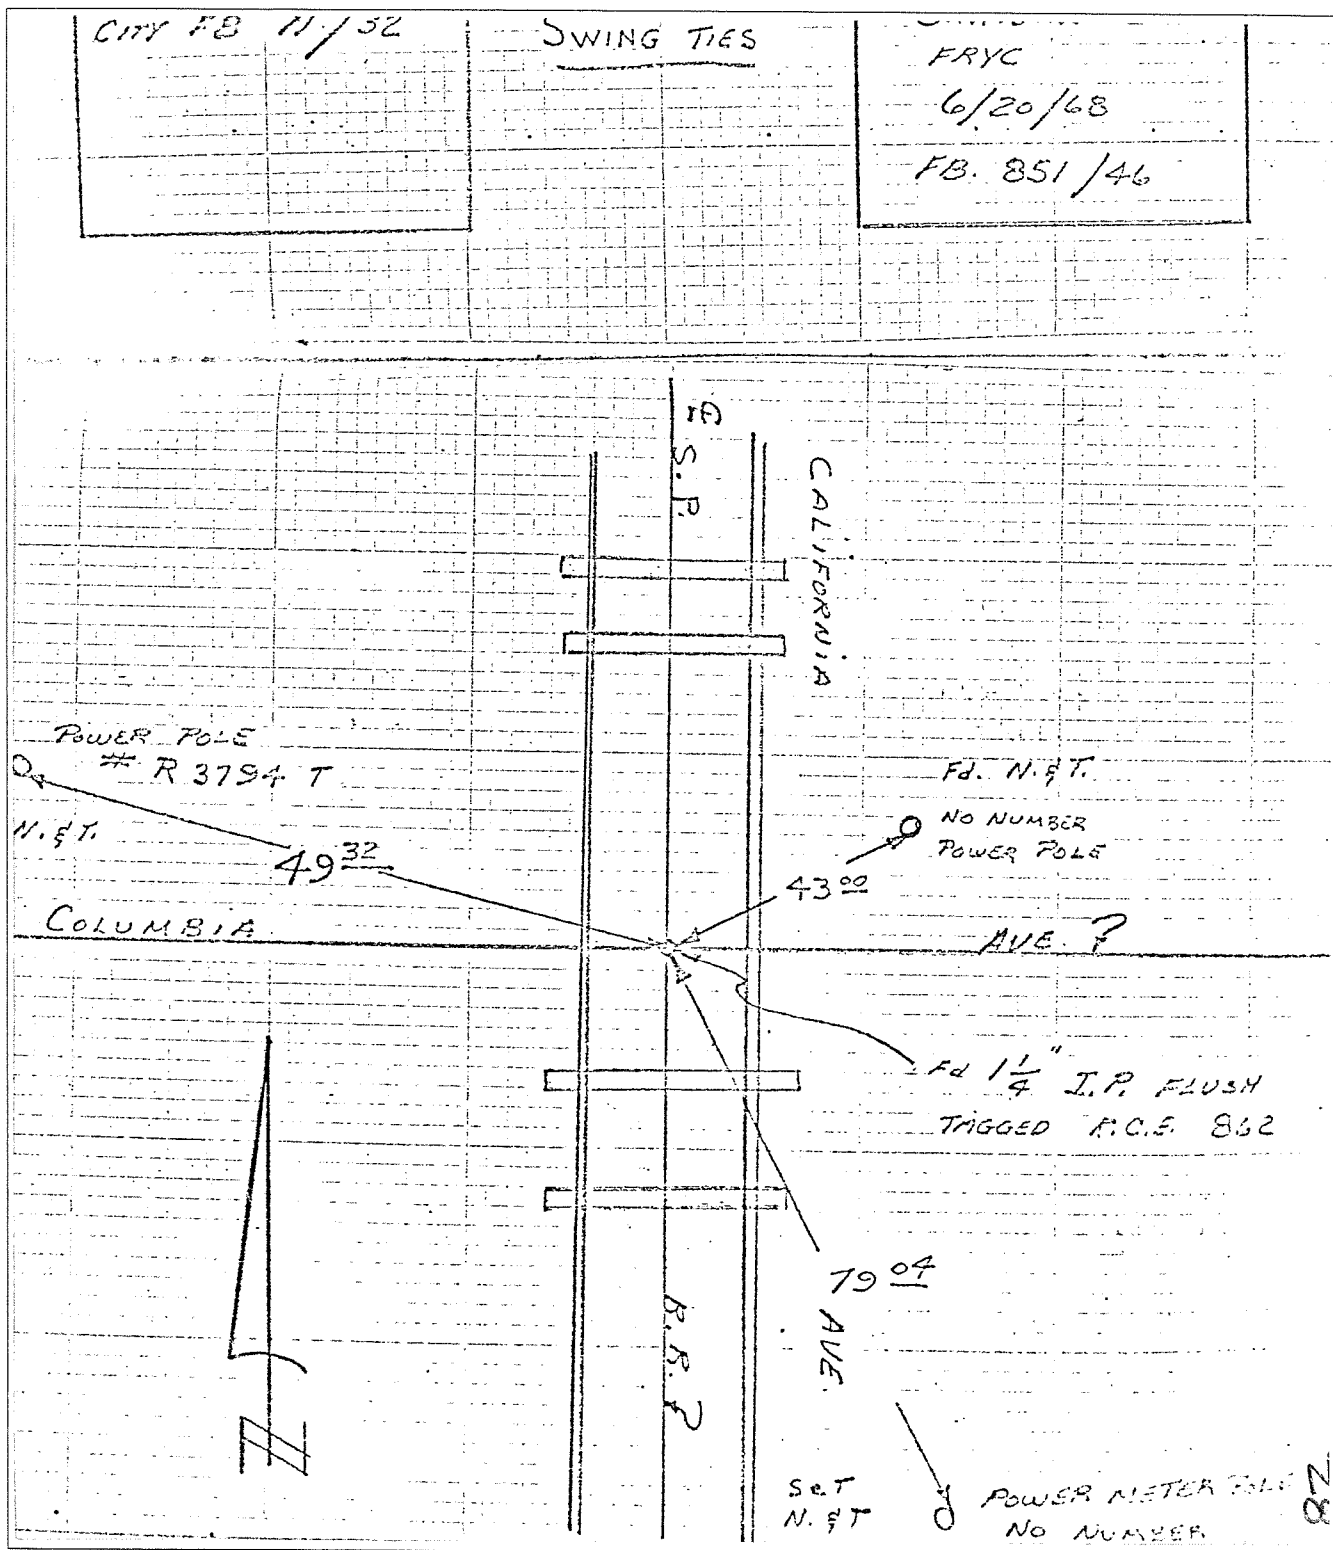 CITY FB 11/52
SWING TIES
FRYC
6/20/68
FB. 851/46
S.P.
CALIFORNIA
POWER POLE
# R 3794 T
N. & T.
49 32
Fd. N. & T.
NO NUMBER
POWER POLE
43 00
COLUMBIA
AVE. ?
Fd 1 1/4" I.P. FLUSH
TAGGED R.C.E. 862
79 04
AVE.
R.R.
N
SET
N. & T
POWER METER POLE
NO NUMBER
82